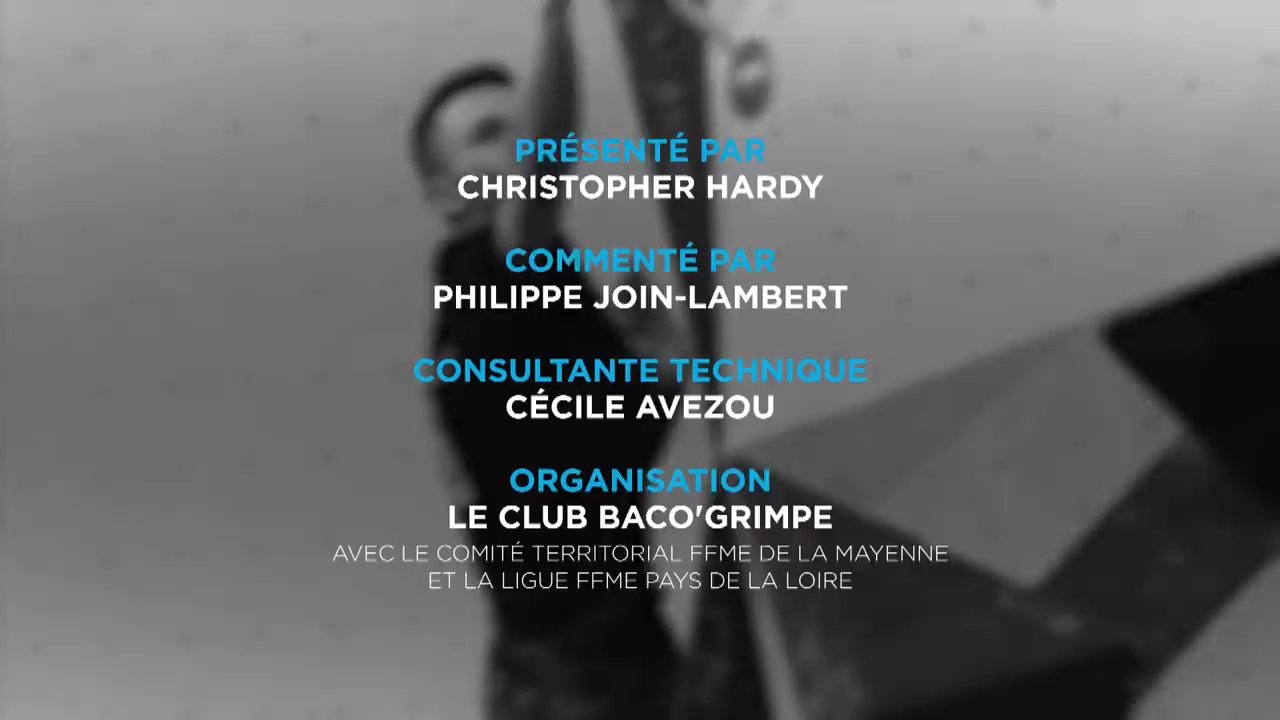 PRÉSENTÉ PAR
CHRISTOPHER HARDY
COMMENTÉ PAR
PHILIPPE JOIN-LAMBERT
CONSULTANTE TECHNIQUE
CÉCILE AVEZOU
ORGANISATION
LE CLUB BACO'GRIMPE
AVEC LE COMITÉ TERRITORIAL FFME DE LA MAYENNE
ET LA LIGUE FFME PAYS DE LA LOIRE